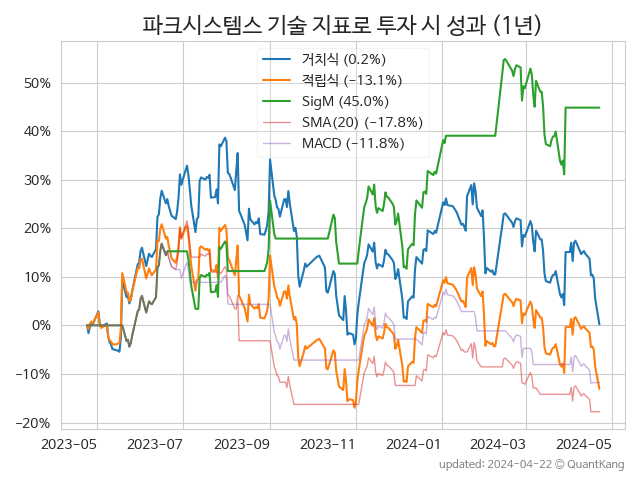 파크시스템스 기술 지표로 투자 시 성과 (1년)
거치식 (0.2%)
적립식 (−13.1%)
SigM (45.0%)
SMA(20) (−17.8%)
MACD (−11.8%)
50%
40%
30%
20%
10%
0%
−10%
−20%
2023-05 2023-07 2023-09 2023-11 2024-01 2024-03 2024-05
updated: 2024-04-22 © QuantKang